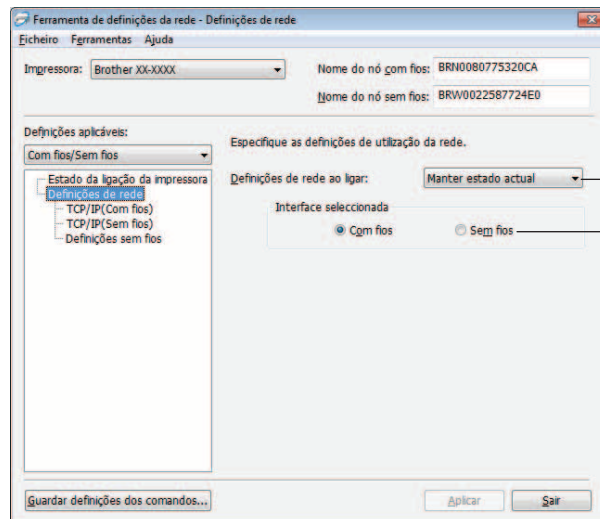 Ferramenta de definições da rede - Definições de rede
Ficheiro Ferramentas Ajuda
Impressora: Brother XX-XXXX
Nome do nó com fios: BRN0080775320CA
Nome do nó sem fios: BRW0022587724E0
Definições aplicáveis:
Com fios/Sem fios
Estado da ligação da impressora
Definições de rede
TCP/IP(Com fios)
TCP/IP(Sem fios)
Definições sem fios
Especifique as definições de utilização da rede.
Definições de rede ao ligar: Manter estado actual
Interface seleccionada
Com fios Sem fios
Guardar definições dos comandos...
Aplicar Sair